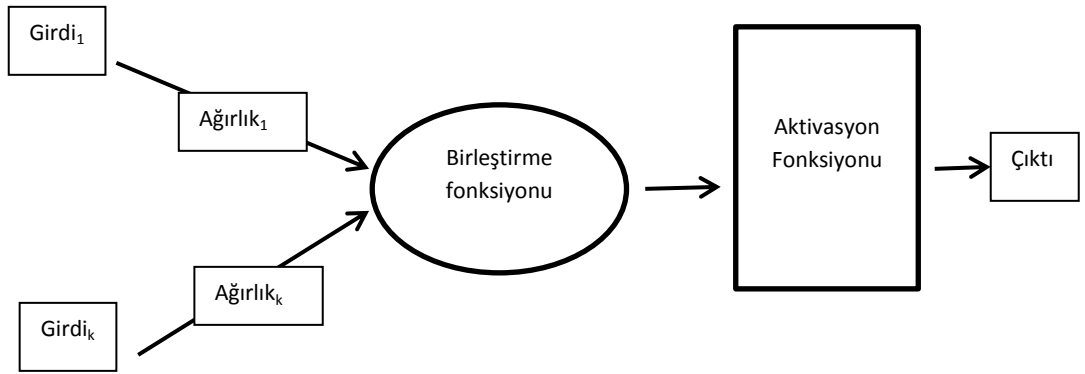 Girdi₁
Ağırlık₁
Birleştirme
fonksiyonu
Aktivasyon
Fonksiyonu
Çıktı
Ağırlıkₖ
Girdiₖ